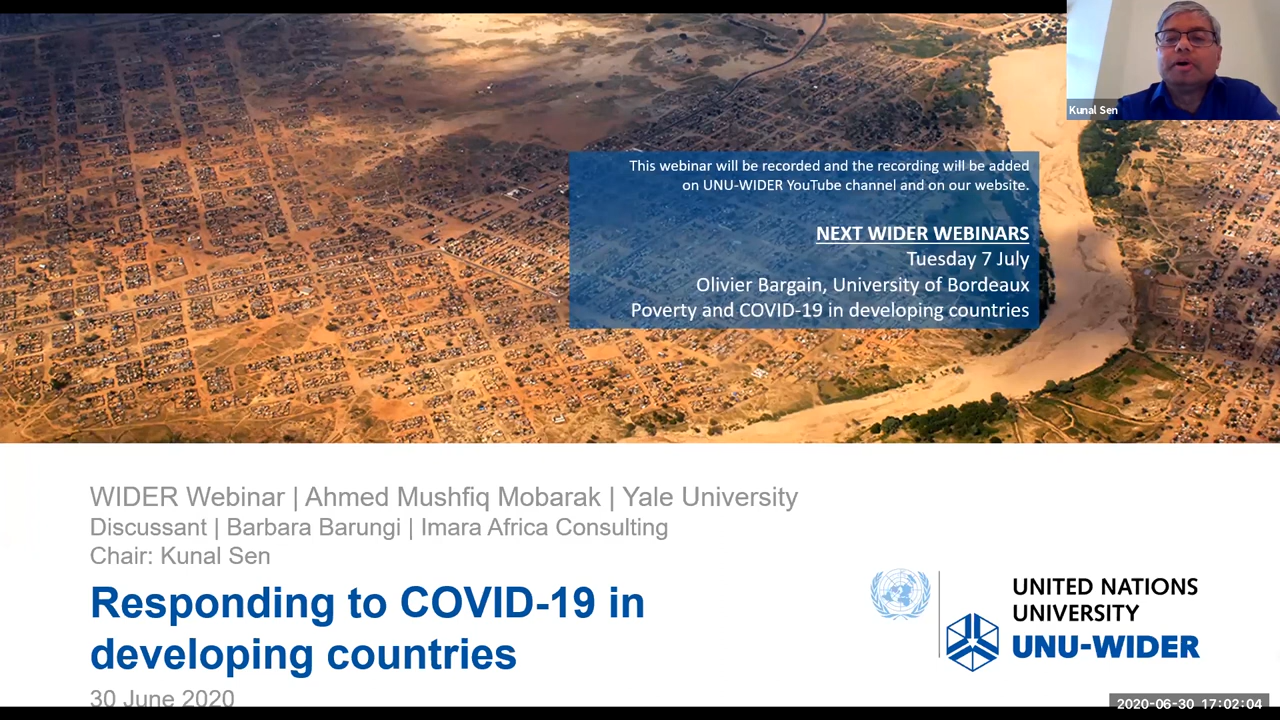 Kunal Sen
This webinar will be recorded and the recording will be added
on UNU-WIDER YouTube channel and on our website.
NEXT WIDER WEBINARS
Tuesday 7 July
Olivier Bargain, University of Bordeaux
Poverty and COVID-19 in developing countries
WIDER Webinar | Ahmed Mushfiq Mobarak | Yale University
Discussant | Barbara Barungi | Imara Africa Consulting
Chair: Kunal Sen
Responding to COVID-19 in
developing countries
30 June 2020
UNITED NATIONS
UNIVERSITY
UNU-WIDER
2020-06-30 17:02:04